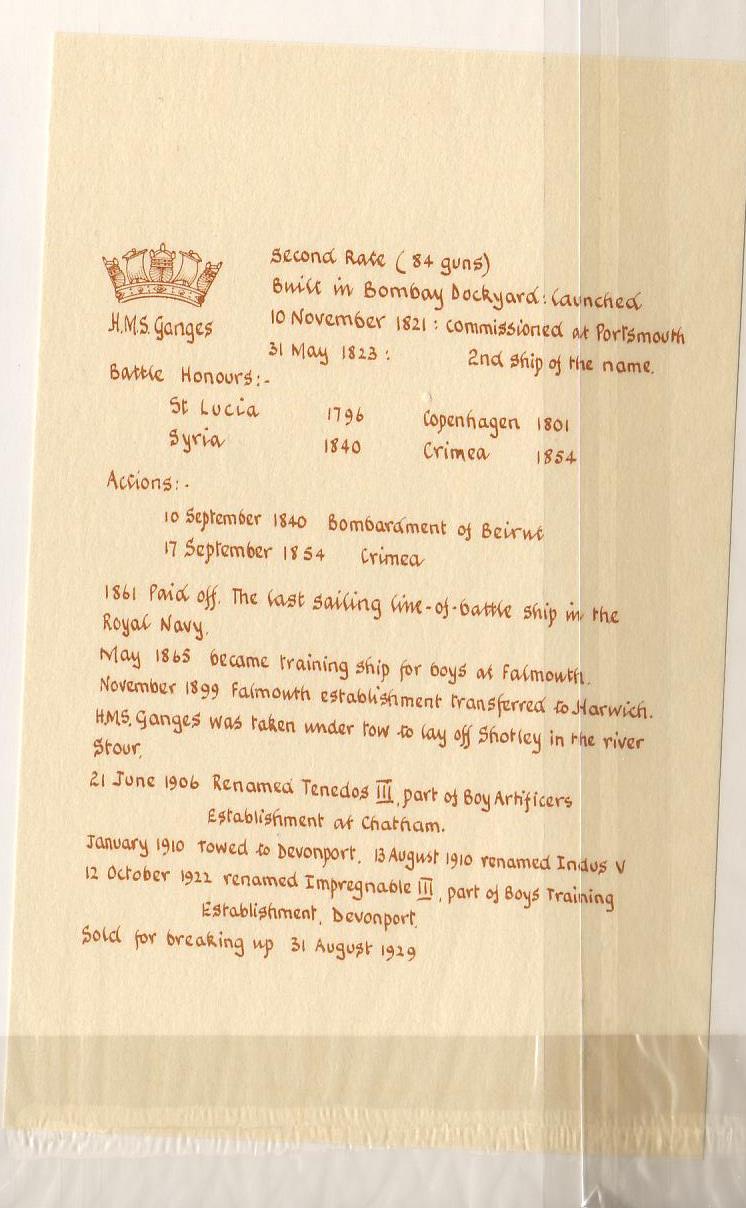 Second Rate (84 guns)
Built in Bombay Dockyard: launched
10 November 1821: commissioned at Portsmouth
31 May 1823: 2nd ship of the name.
H.M.S. Ganges
Battle Honours:-
St Lucia 1796 Copenhagen 1801
Syria 1840 Crimea 1854
Actions:-
10 September 1840 Bombardment of Beirut
17 September 1854 Crimea
1861 Paid off. The last sailing line-of-battle ship in the
Royal Navy.
May 1865 became training ship for boys at Falmouth.
November 1899 Falmouth establishment transferred to Harwich.
H.M.S. Ganges was taken under tow to lay off Shotley in the river
Stour.
21 June 1906 Renamed Tenedos III, part of Boy Artificers
Establishment at Chatham.
January 1910 towed to Devonport. 13 August 1910 renamed Indus V
12 October 1922 renamed Impregnable III, part of Boys Training
Establishment, Devonport.
Sold for breaking up 31 August 1929